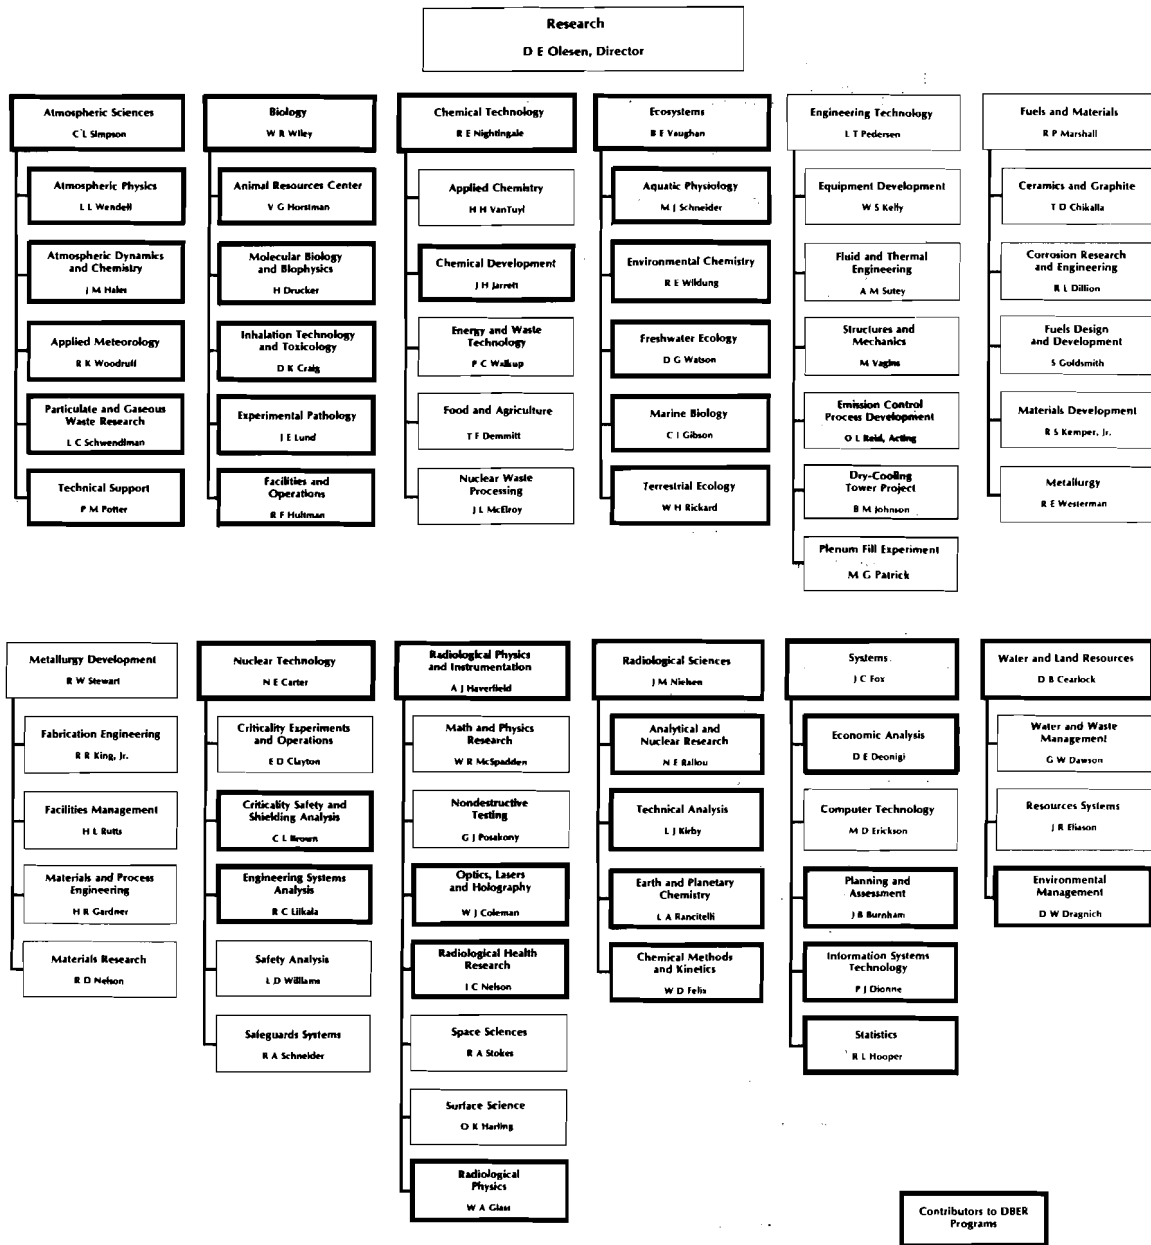 Research
D E Olesen, Director
Atmospheric Sciences
C L Simpson
Atmospheric Physics
L L Wendell
Atmospheric Dynamics
and Chemistry
J M Hales
Applied Meteorology
R K Woodruff
Particulate and Gaseous
Waste Research
L C Schwendiman
Technical Support
P M Potter
Biology
W R Wiley
Animal Resources Center
V G Horstman
Molecular Biology
and Biophysics
H Drucker
Inhalation Technology
and Toxicology
D K Craig
Experimental Pathology
J E Lund
Facilities and
Operations
R F Hultman
Chemical Technology
R E Nightingale
Applied Chemistry
H H VanTuyl
Chemical Development
J H Jarrett
Energy and Waste
Technology
P C Walkup
Food and Agriculture
T F Demmitt
Nuclear Waste
Processing
J L McElroy
Ecosystems
B E Vaughan
Aquatic Physiology
M J Schneider
Environmental Chemistry
R E Wildung
Freshwater Ecology
D G Watson
Marine Biology
C I Gibson
Terrestrial Ecology
W H Rickard
Engineering Technology
L T Pedersen
Equipment Development
W S Kelly
Fluid and Thermal
Engineering
A M Sutey
Structures and
Mechanics
M Vagins
Emission Control
Process Development
O L Reid, Acting
Dry-Cooling
Tower Project
B M Johnson
Plenum Fill Experiment
M G Patrick
Fuels and Materials
R P Marshall
Ceramics and Graphite
T D Chikalla
Corrosion Research
and Engineering
R L Dillion
Fuels Design
and Development
S Goldsmith
Materials Development
R S Kemper, Jr.
Metallurgy
R E Westerman
Metallurgy Development
R W Stewart
Fabrication Engineering
R R King, Jr.
Facilities Management
H L Butts
Materials and Process
Engineering
H R Gardner
Materials Research
R D Nelson
Nuclear Technology
N E Carter
Criticality Experiments
and Operations
E D Clayton
Criticality Safety and
Shielding Analysis
C L Brown
Engineering Systems
Analysis
R C Liikala
Safety Analysis
L D Williams
Safeguards Systems
R A Schneider
Radiological Physics
and Instrumentation
A J Haverfield
Math and Physics
Research
W R McSpadden
Nondestructive
Testing
G J Posakony
Optics, Lasers
and Holography
W J Coleman
Radiological Health
Research
I C Nelson
Space Sciences
R A Stokes
Surface Science
O K Harling
Radiological
Physics
W A Glass
Radiological Sciences
J M Nielsen
Analytical and
Nuclear Research
N E Ballou
Technical Analysis
L J Kirby
Earth and Planetary
Chemistry
L A Rancitelli
Chemical Methods
and Kinetics
W D Felix
Systems
J C Fox
Economic Analysis
D E Deonigi
Computer Technology
M D Erickson
Planning and
Assessment
J B Burnham
Information Systems
Technology
P J Dionne
Statistics
R L Hooper
Water and Land Resources
D B Cearlock
Water and Waste
Management
G W Dawson
Resources Systems
J R Eliason
Environmental
Management
D W Dragnich
Contributors to DBER
Programs